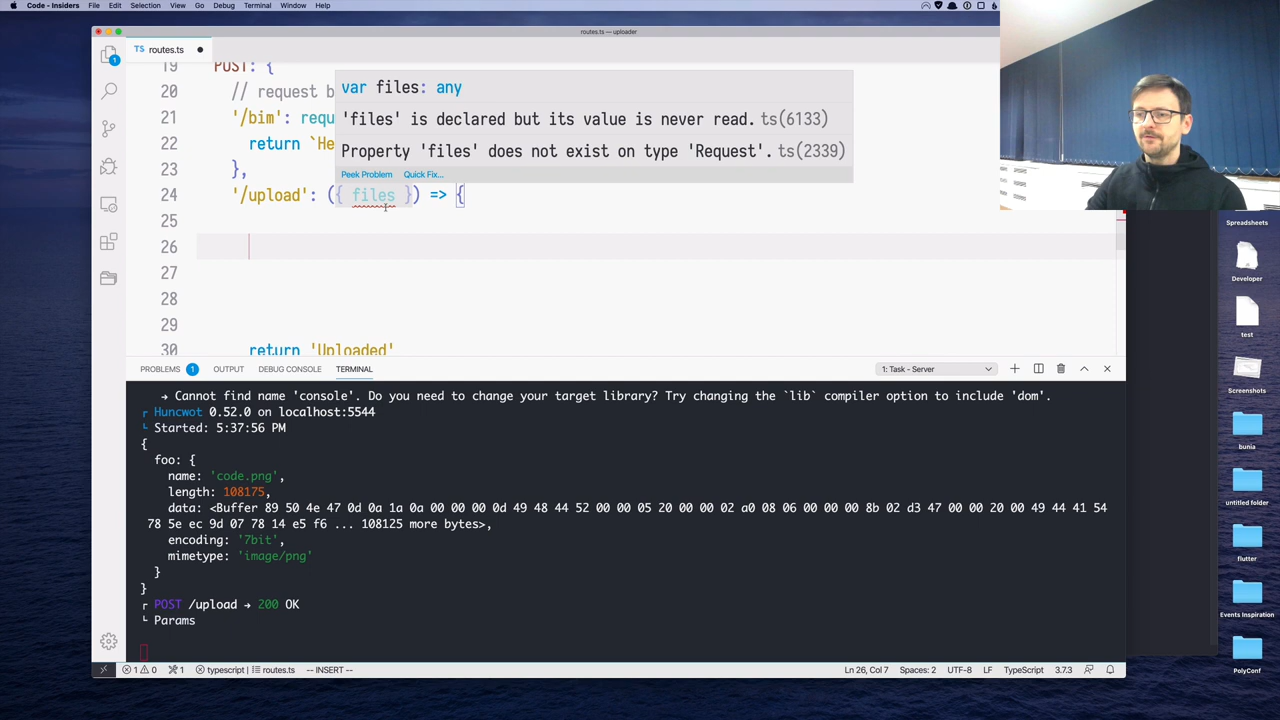 Code - Insiders File Edit Selection View Go Debug Terminal Window Help
routes.ts — uploader
TS routes.ts
19 POST: {
20 // request b
21 '/bim': requ
22 return `He
23 },
24 '/upload': ({ files }) => {
25
26
27
28
29
30 return 'Uploaded'
var files: any
'files' is declared but its value is never read. ts(6133)
Property 'files' does not exist on type 'Request'. ts(2339)
Peek Problem Quick Fix...
1
PROBLEMS 1 OUTPUT DEBUG CONSOLE TERMINAL 1: Task - Server
→ Cannot find name 'console'. Do you need to change your target library? Try changing the `lib` compiler option to include 'dom'.
Huncwot 0.52.0 on localhost:5544
Started: 5:37:56 PM
{
foo: {
name: 'code.png',
length: 108175,
data: <Buffer 89 50 4e 47 0d 0a 1a 0a 00 00 00 0d 49 48 44 52 00 00 05 20 00 00 02 a0 08 06 00 00 00 8b 02 d3 47 00 00 20 00 49 44 41 54
78 5e ec 9d 07 78 14 e5 f6 ... 108125 more bytes>,
encoding: '7bit',
mimetype: 'image/png'
}
}
POST /upload → 200 OK
Params
1 0 1 typescript | routes.ts -- INSERT -- Ln 26, Col 7 Spaces: 2 UTF-8 LF TypeScript 3.7.3
Spreadsheets
Developer
test
Screenshots
bunia
untitled folder
flutter
Events Inspiration
PolyConf